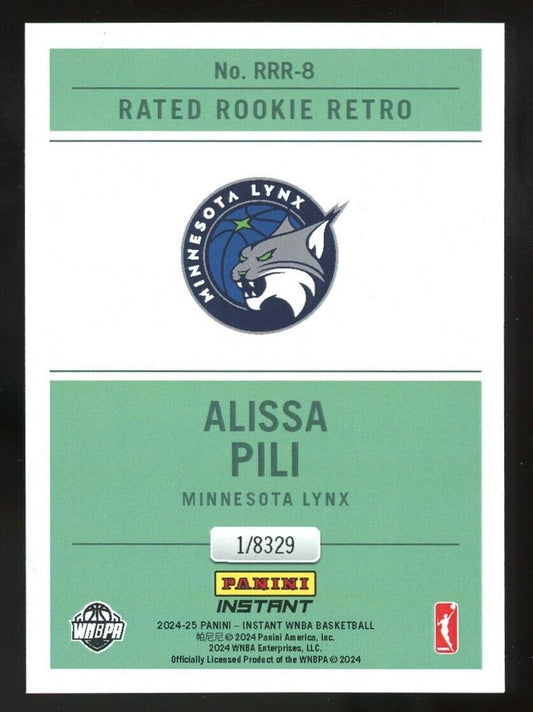 No. RRR-8
RATED ROOKIE RETRO
MINNESOTA LYNX
ALISSA
PILI
MINNESOTA LYNX
1/8329
PANINI
INSTANT
WNBPA
2024-25 PANINI – INSTANT WNBA BASKETBALL
帕尼尼 © 2024 Panini America, Inc.
2024 WNBA Enterprises, LLC.
Officially Licensed Product of the WNBPA © 2024